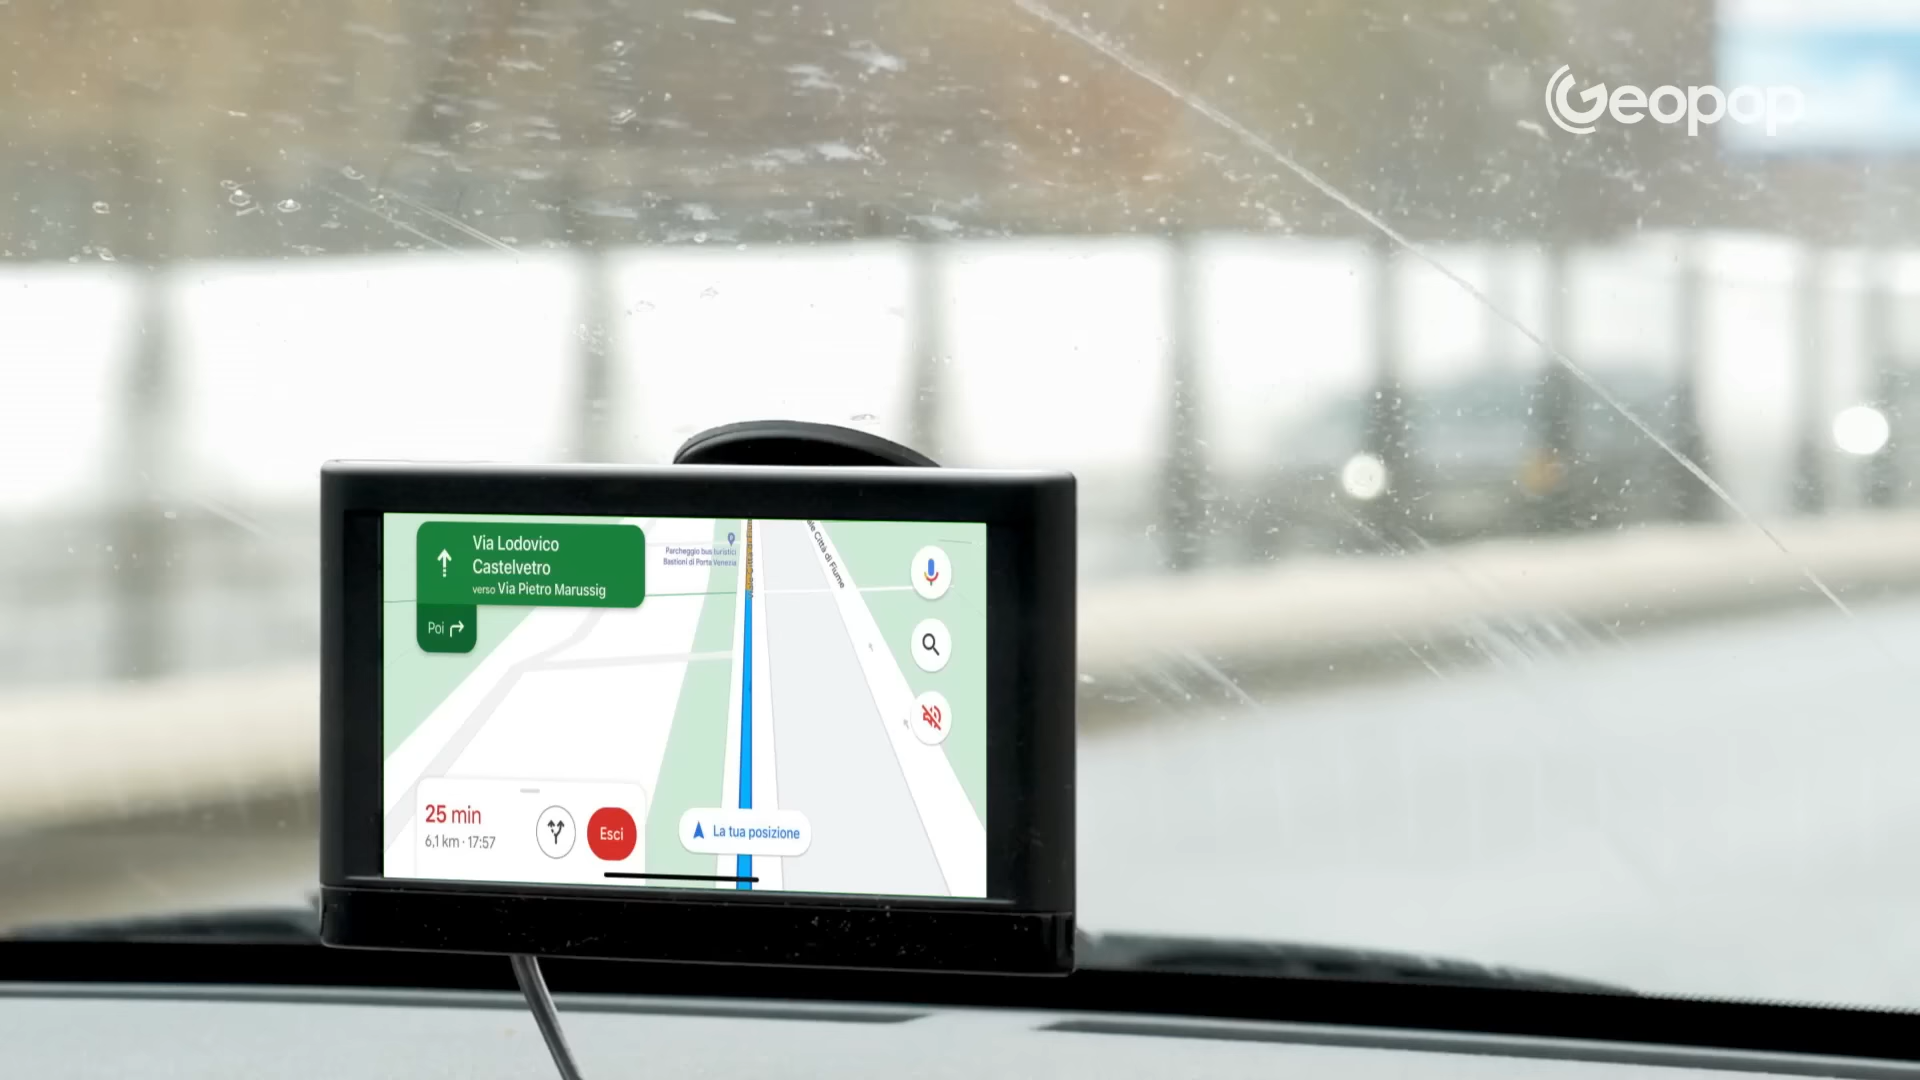 Geopop
Via Lodovico
Castelvetro
verso Via Pietro Marussig
Poi
Parcheggio bus turistici
Bastioni di Porta Venezia
ale Città di Fiume
25 min
6,1 km · 17:57
Esci
La tua posizione